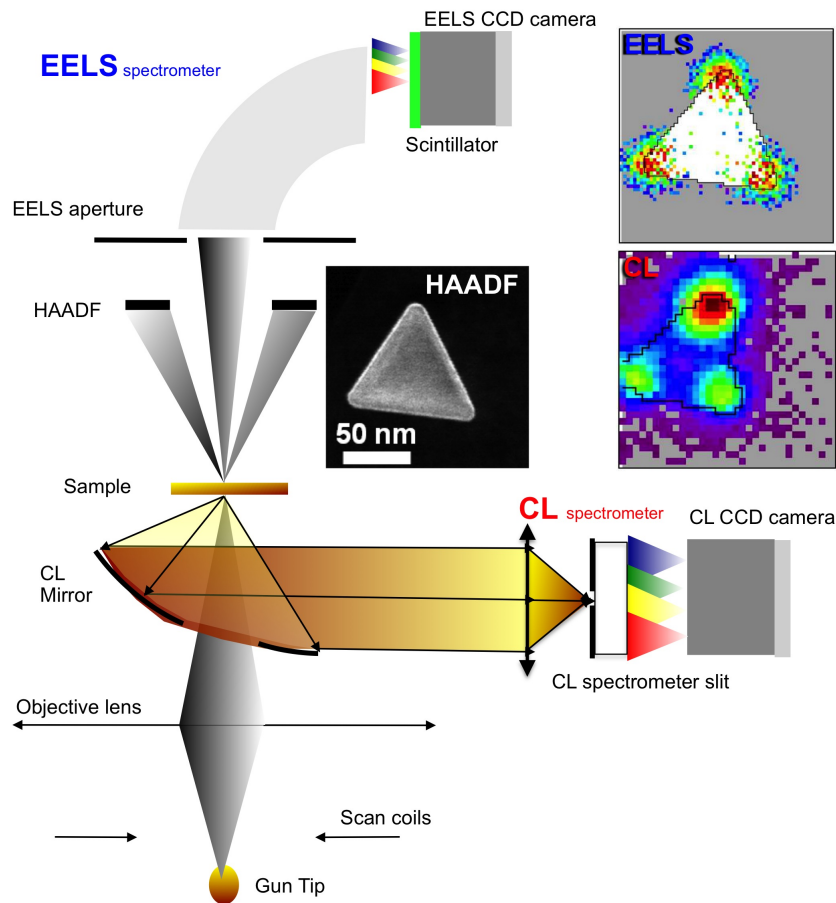 EELS CCD camera
EELS spectrometer
EELS
Scintillator
EELS aperture
CL
HAADF
HAADF
50 nm
Sample
CL spectrometer
CL CCD camera
CL
Mirror
CL spectrometer slit
Objective lens
Scan coils
Gun Tip